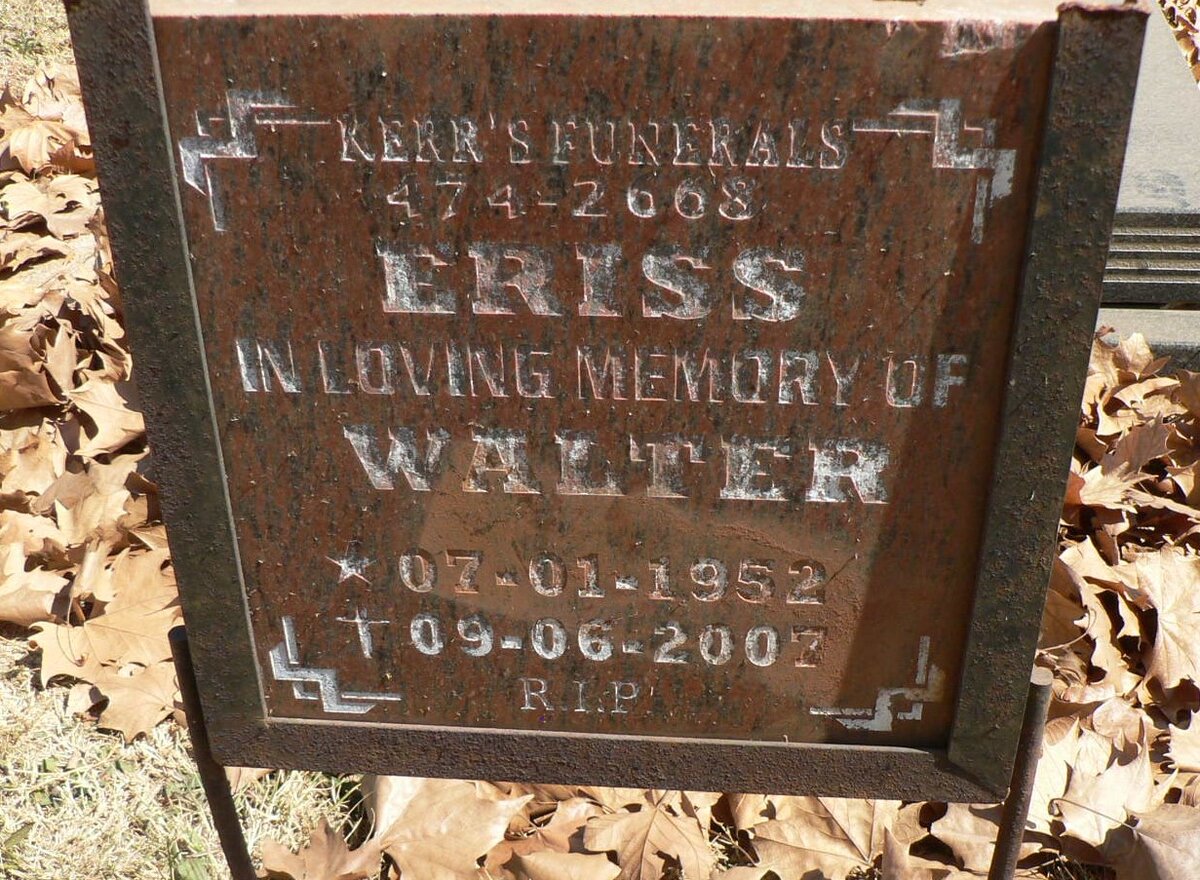 KERR'S FUNERALS
474-2668
ERISS
IN LOVING MEMORY OF
WALTER
☆ 07-01-1952
† 09-06-2007
R.I.P